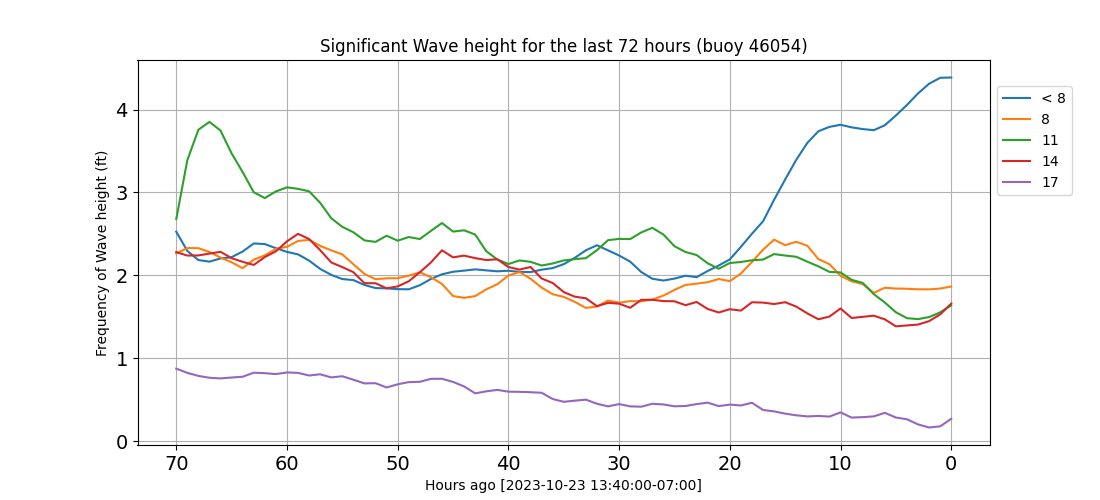 Significant Wave height for the last 72 hours (buoy 46054)
Frequency of Wave height (ft)
4
3
2
1
0
70 60 50 40 30 20 10 0
Hours ago [2023-10-23 13:40:00-07:00]
< 8
8
11
14
17